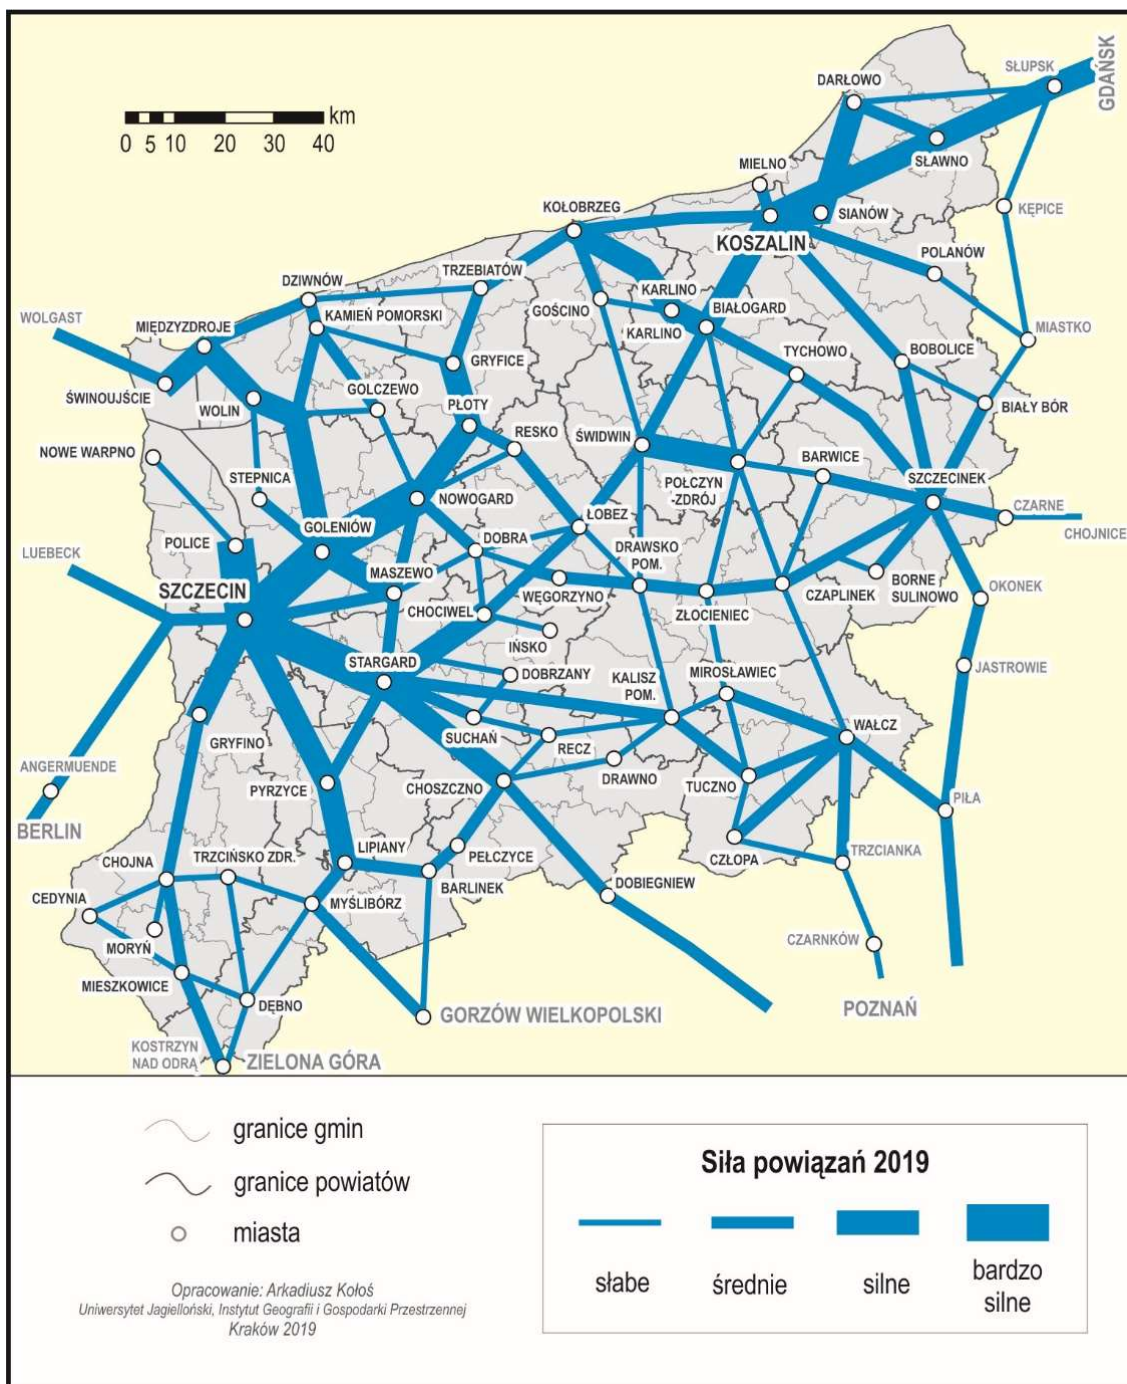 GDAŃSK
SŁUPSK
DARŁOWO
km
0 5 10 20 30 40
SŁAWNO
MIELNO
KOŁOBRZEG
SIANÓW
KĘPICE
KOSZALIN
POLANÓW
TRZEBIATÓW
DZIWNÓW
KARLINO
GOŚCINO
BIAŁOGARD
WOLGAST
KAMIEŃ POMORSKI
MIĘDZYZDROJE
KARLINO
MIASTKO
TYCHOWO
GRYFICE
BOBOLICE
ŚWINOUJŚCIE
GOLCZEWO
WOLIN
PŁOTY
BIAŁY BÓR
RESKO
ŚWIDWIN
NOWE WARPNO
BARWICE
STEPNICA
POŁCZYN
-ZDRÓJ
SZCZECINEK
NOWOGARD
CZARNE
GOLENIÓW
ŁOBEZ
CHOJNICE
POLICE
DOBRA
DRAWSKO
POM.
LUEBECK
MASZEWO
SZCZECIN
WĘGORZYNO
CZAPLINEK
BORNE
SULINOWO
OKONEK
CHOCIWEL
ZŁOCIENIEC
IŃSKO
STARGARD
DOBRZANY
KALISZ
POM.
MIROSŁAWIEC
JASTROWIE
WAŁCZ
SUCHAŃ
GRYFINO
RECZ
ANGERMUENDE
DRAWNO
TUCZNO
PYRZYCE
CHOSZCZNO
PIŁA
BERLIN
LIPIANY
CHOJNA
TRZCIŃSKO ZDR.
PEŁCZYCE
CZŁOPA
TRZCIANKA
BARLINEK
DOBIEGNIEW
CEDYNIA
MYŚLIBÓRZ
MORYŃ
CZARNKÓW
MIESZKOWICE
DĘBNO
POZNAŃ
GORZÓW WIELKOPOLSKI
KOSTRZYN
NAD ODRĄ
ZIELONA GÓRA
granice gmin
granice powiatów
miasta
Opracowanie: Arkadiusz Kołoś
Uniwersytet Jagielloński, Instytut Geografii i Gospodarki Przestrzennej
Kraków 2019
Siła powiązań 2019
słabe
średnie
silne
bardzo
silne